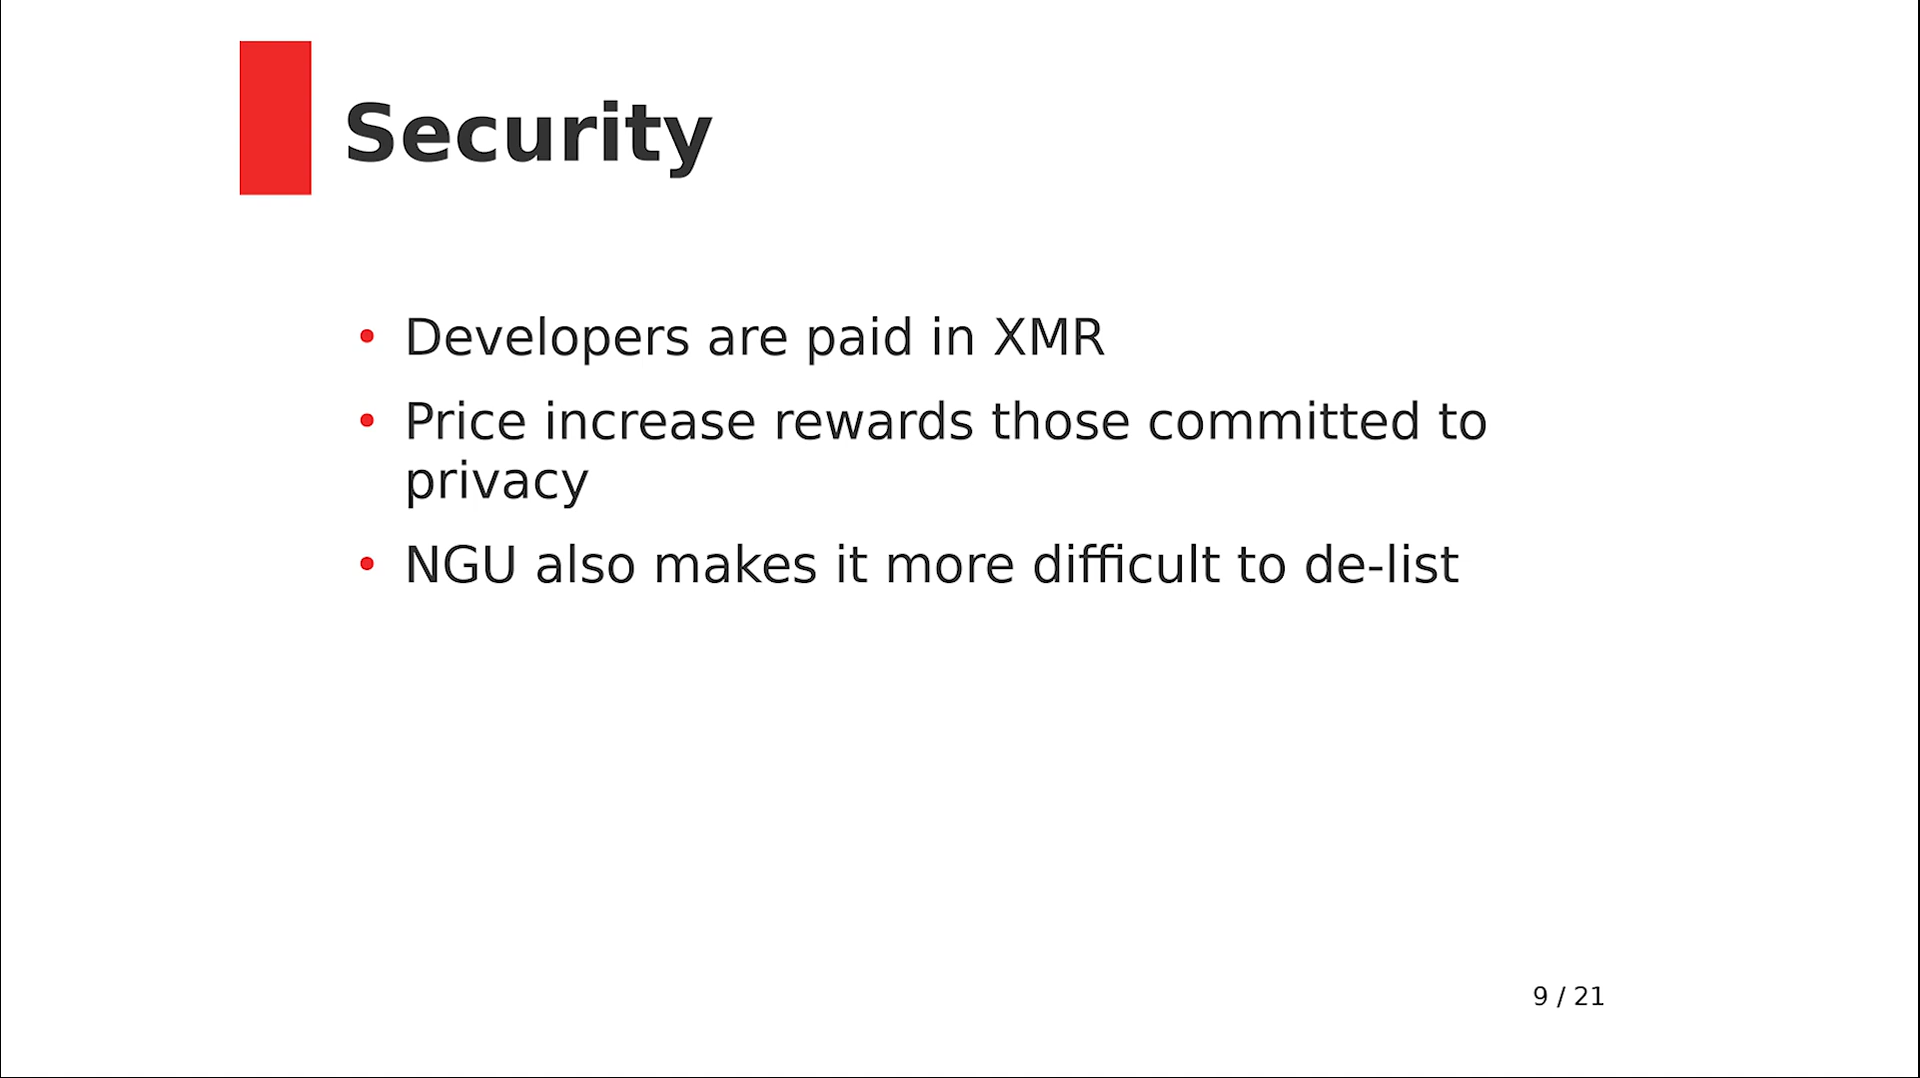 Security
• Developers are paid in XMR
• Price increase rewards those committed to
privacy
• NGU also makes it more difficult to de-list
9 / 21